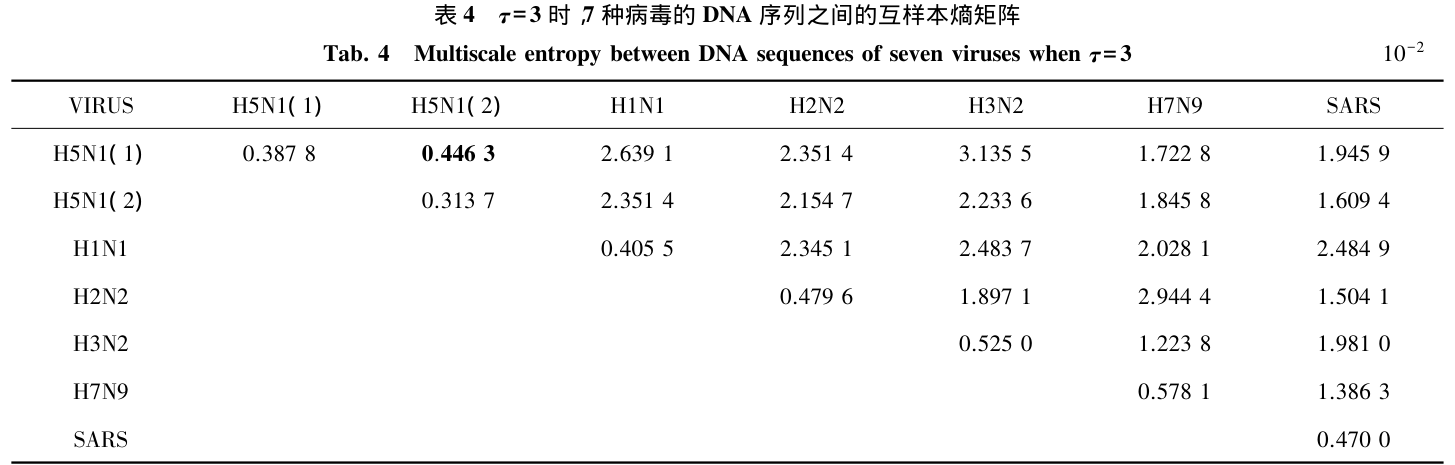 表 4 τ=3 时,7 种病毒的 DNA 序列之间的互样本熵矩阵
Tab. 4 Multiscale entropy between DNA sequences of seven viruses when τ=3 10⁻²
VIRUS H5N1(1) H5N1(2) H1N1 H2N2 H3N2 H7N9 SARS
H5N1(1) 0.387 8 0.446 3 2.639 1 2.351 4 3.135 5 1.722 8 1.945 9
H5N1(2) 0.313 7 2.351 4 2.154 7 2.233 6 1.845 8 1.609 4
H1N1 0.405 5 2.345 1 2.483 7 2.028 1 2.484 9
H2N2 0.479 6 1.897 1 2.944 4 1.504 1
H3N2 0.525 0 1.223 8 1.981 0
H7N9 0.578 1 1.386 3
SARS 0.470 0